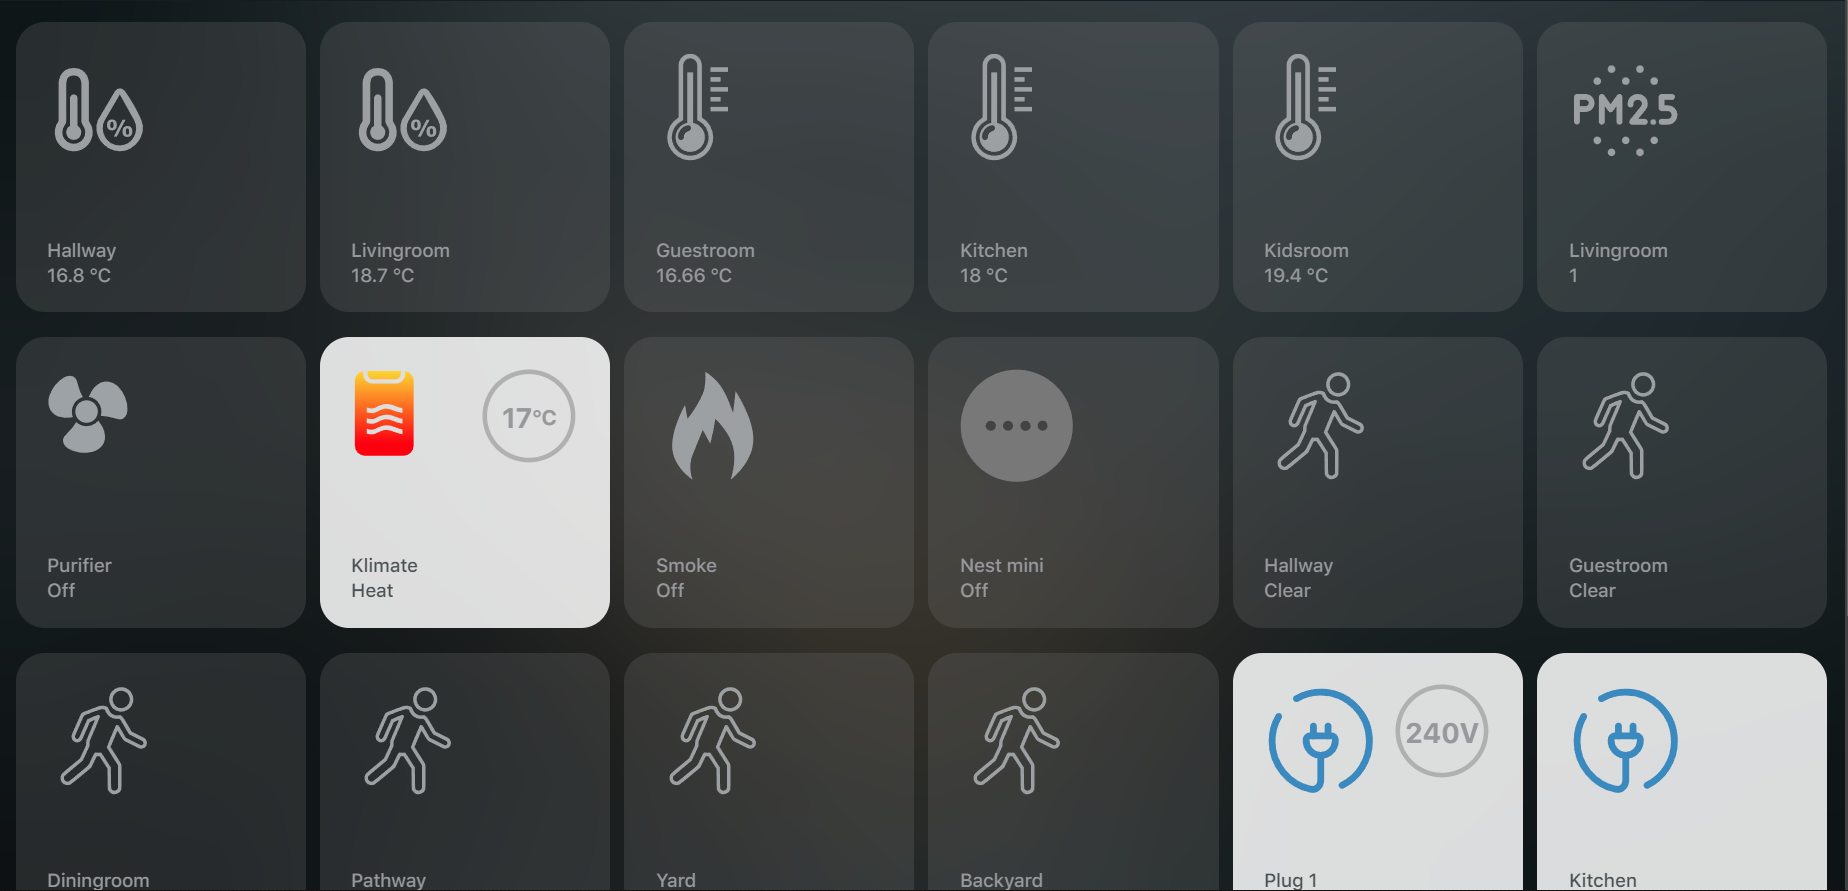 %
%
PM2.5
Hallway
16.8 °C
Livingroom
18.7 °C
Guestroom
16.66 °C
Kitchen
18 °C
Kidsroom
19.4 °C
Livingroom
1
17°C
Purifier
Off
Klimate
Heat
Smoke
Off
Nest mini
Off
Hallway
Clear
Guestroom
Clear
240V
Diningroom
Pathway
Yard
Backyard
Plug 1
Kitchen